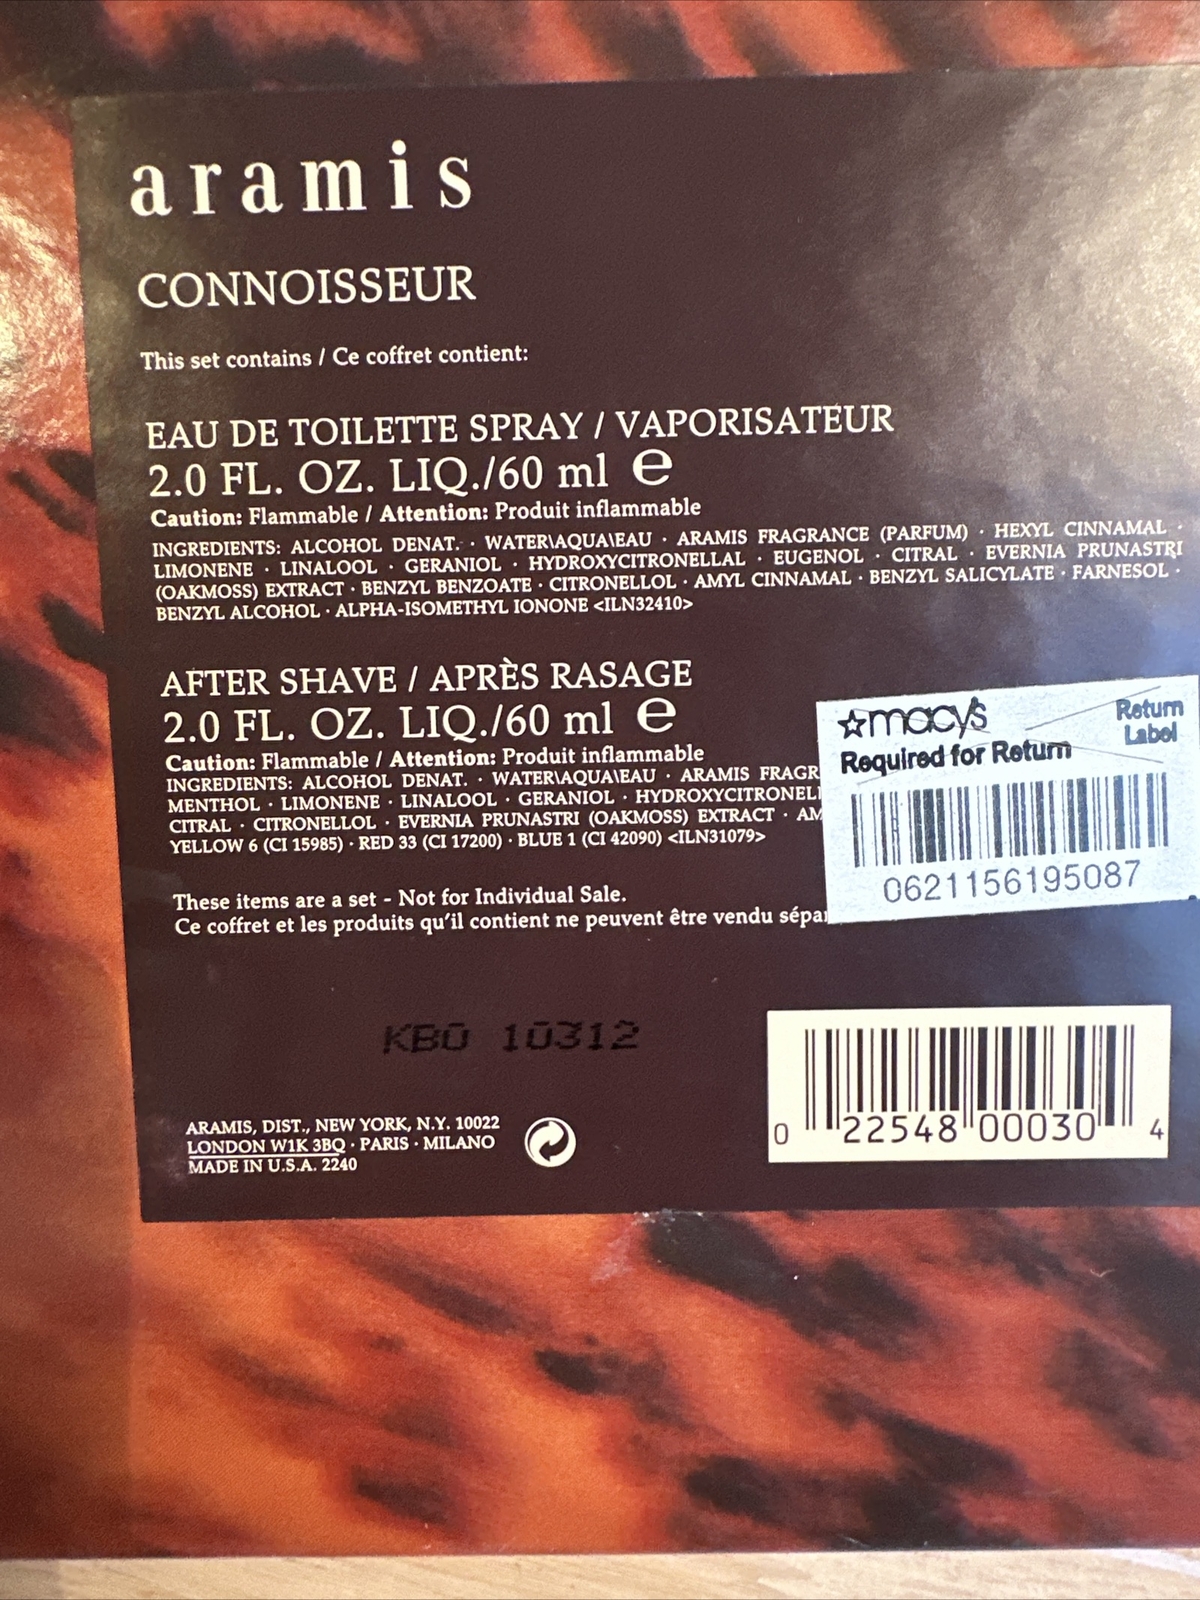 aramis
CONNOISSEUR
This set contains / Ce coffret contient:
EAU DE TOILETTE SPRAY / VAPORISATEUR
2.0 FL. OZ. LIQ./60 ml e
Caution: Flammable / Attention: Produit inflammable
INGREDIENTS: ALCOHOL DENAT. · WATER\AQUA\EAU · ARAMIS FRAGRANCE (PARFUM) · HEXYL CINNAMAL ·
LIMONENE · LINALOOL · GERANIOL · HYDROXYCITRONELLAL · EUGENOL · CITRAL · EVERNIA PRUNASTRI
(OAKMOSS) EXTRACT · BENZYL BENZOATE · CITRONELLOL · AMYL CINNAMAL · BENZYL SALICYLATE · FARNESOL ·
BENZYL ALCOHOL · ALPHA-ISOMETHYL IONONE <ILN32410>
AFTER SHAVE / APRÈS RASAGE
2.0 FL. OZ. LIQ./60 ml e
Caution: Flammable / Attention: Produit inflammable
INGREDIENTS: ALCOHOL DENAT. · WATER\AQUA\EAU · ARAMIS FRAGR
MENTHOL · LIMONENE · LINALOOL · GERANIOL · HYDROXYCITRONEL
CITRAL · CITRONELLOL · EVERNIA PRUNASTRI (OAKMOSS) EXTRACT · AM
YELLOW 6 (CI 15985) · RED 33 (CI 17200) · BLUE 1 (CI 42090) <ILN31079>
These items are a set - Not for Individual Sale.
Ce coffret et les produits qu'il contient ne peuvent être vendu sépa
macy's
Return
Label
Required for Return
0621156195087
KB0 10312
ARAMIS, DIST., NEW YORK, N.Y. 10022
LONDON W1K 3BQ · PARIS · MILANO
MADE IN U.S.A. 2240
0 22548 00030 4